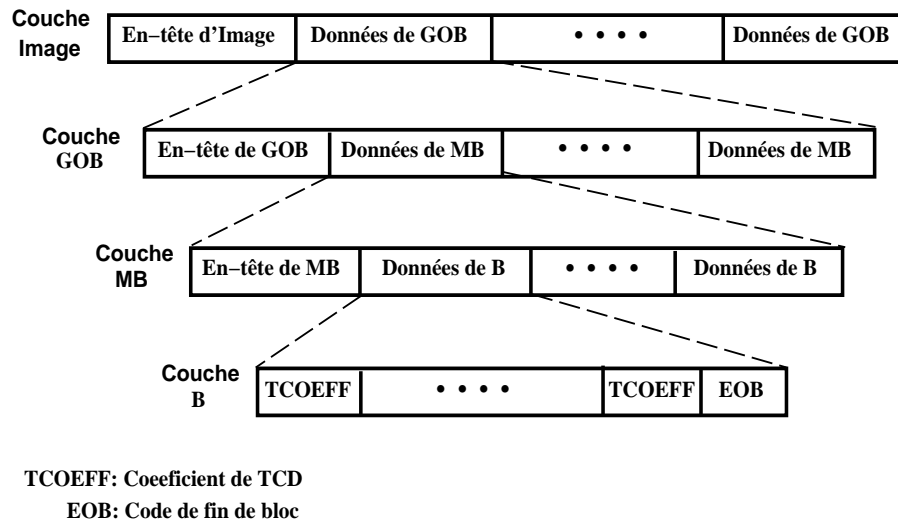 Couche Image
En−tête d'Image Données de GOB • • • • Données de GOB
Couche GOB
En−tête de GOB Données de MB • • • • Données de MB
Couche MB
En−tête de MB Données de B • • • • Données de B
Couche B
TCOEFF • • • • TCOEFF EOB
TCOEFF: Coeeficient de TCD
EOB: Code de fin de bloc